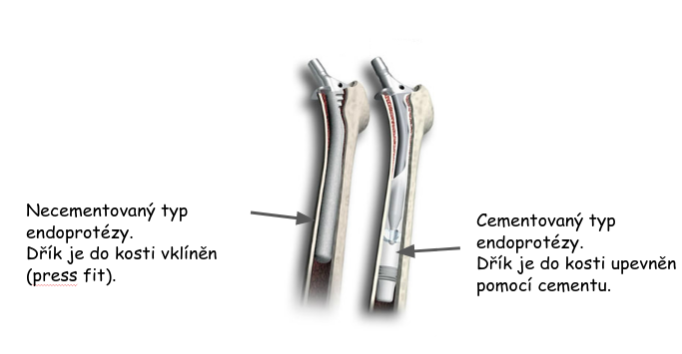 Necementovaný typ
endoprotézy.
Dřík je do kosti vklíněn
(press fit).
Cementovaný typ
endoprotézy.
Dřík je do kosti upevněn
pomocí cementu.